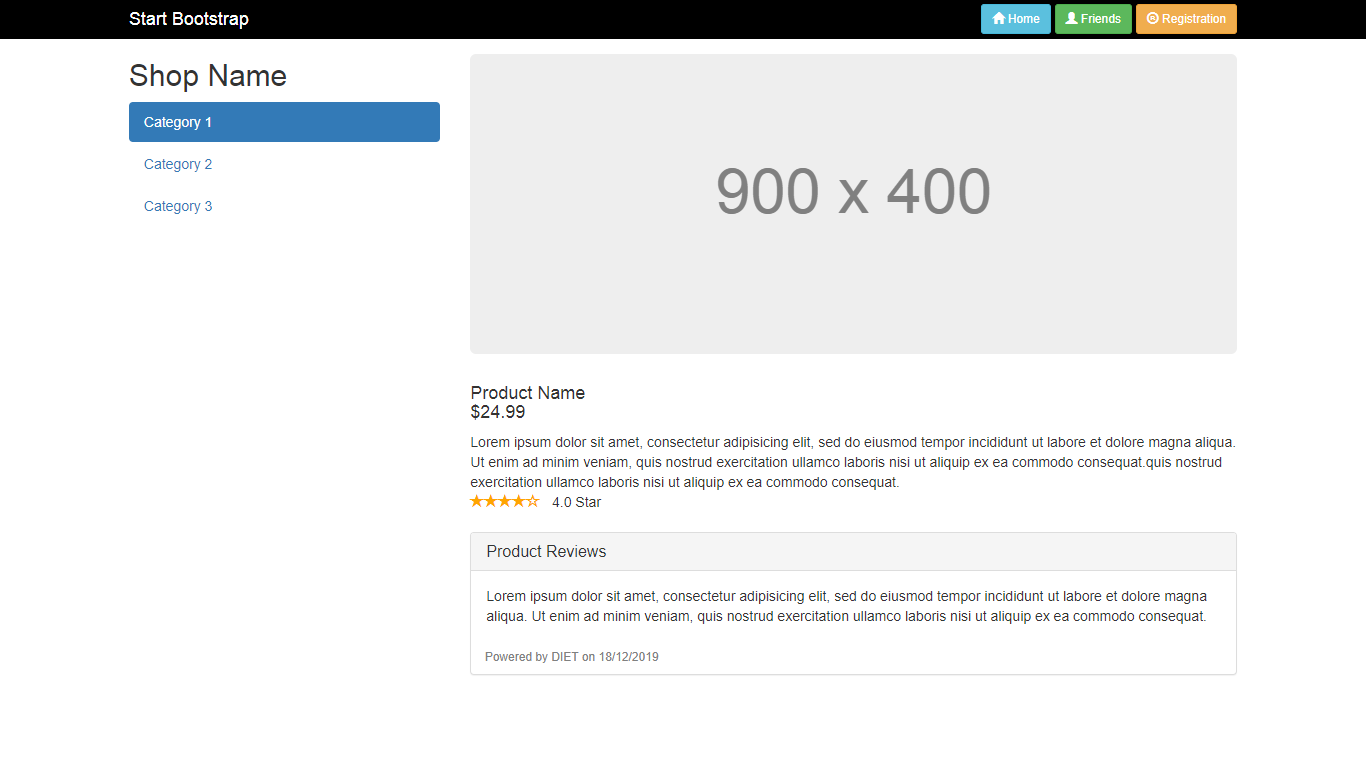 Start Bootstrap
Home
Friends
Registration
Shop Name
Category 1
Category 2
Category 3
900 x 400
Product Name
$24.99
Lorem ipsum dolor sit amet, consectetur adipisicing elit, sed do eiusmod tempor incididunt ut labore et dolore magna aliqua.
Ut enim ad minim veniam, quis nostrud exercitation ullamco laboris nisi ut aliquip ex ea commodo consequat.quis nostrud
exercitation ullamco laboris nisi ut aliquip ex ea commodo consequat.
★★★★☆ 4.0 Star
Product Reviews
Lorem ipsum dolor sit amet, consectetur adipisicing elit, sed do eiusmod tempor incididunt ut labore et dolore magna
aliqua. Ut enim ad minim veniam, quis nostrud exercitation ullamco laboris nisi ut aliquip ex ea commodo consequat.
Powered by DIET on 18/12/2019